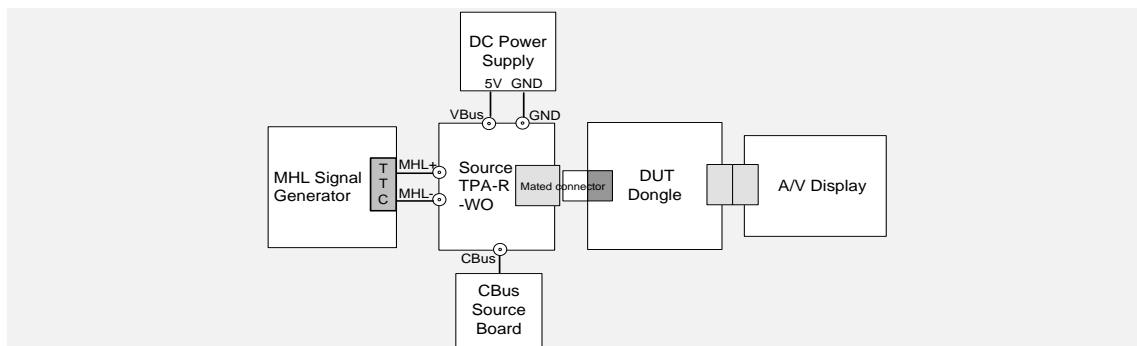 DC Power
Supply
5V GND
VBus
GND
MHL Signal
Generator
T
T
C
MHL+
MHL-
Source
TPA-R
-WO
Mated connector
DUT
Dongle
A/V Display
CBus
CBus
Source
Board